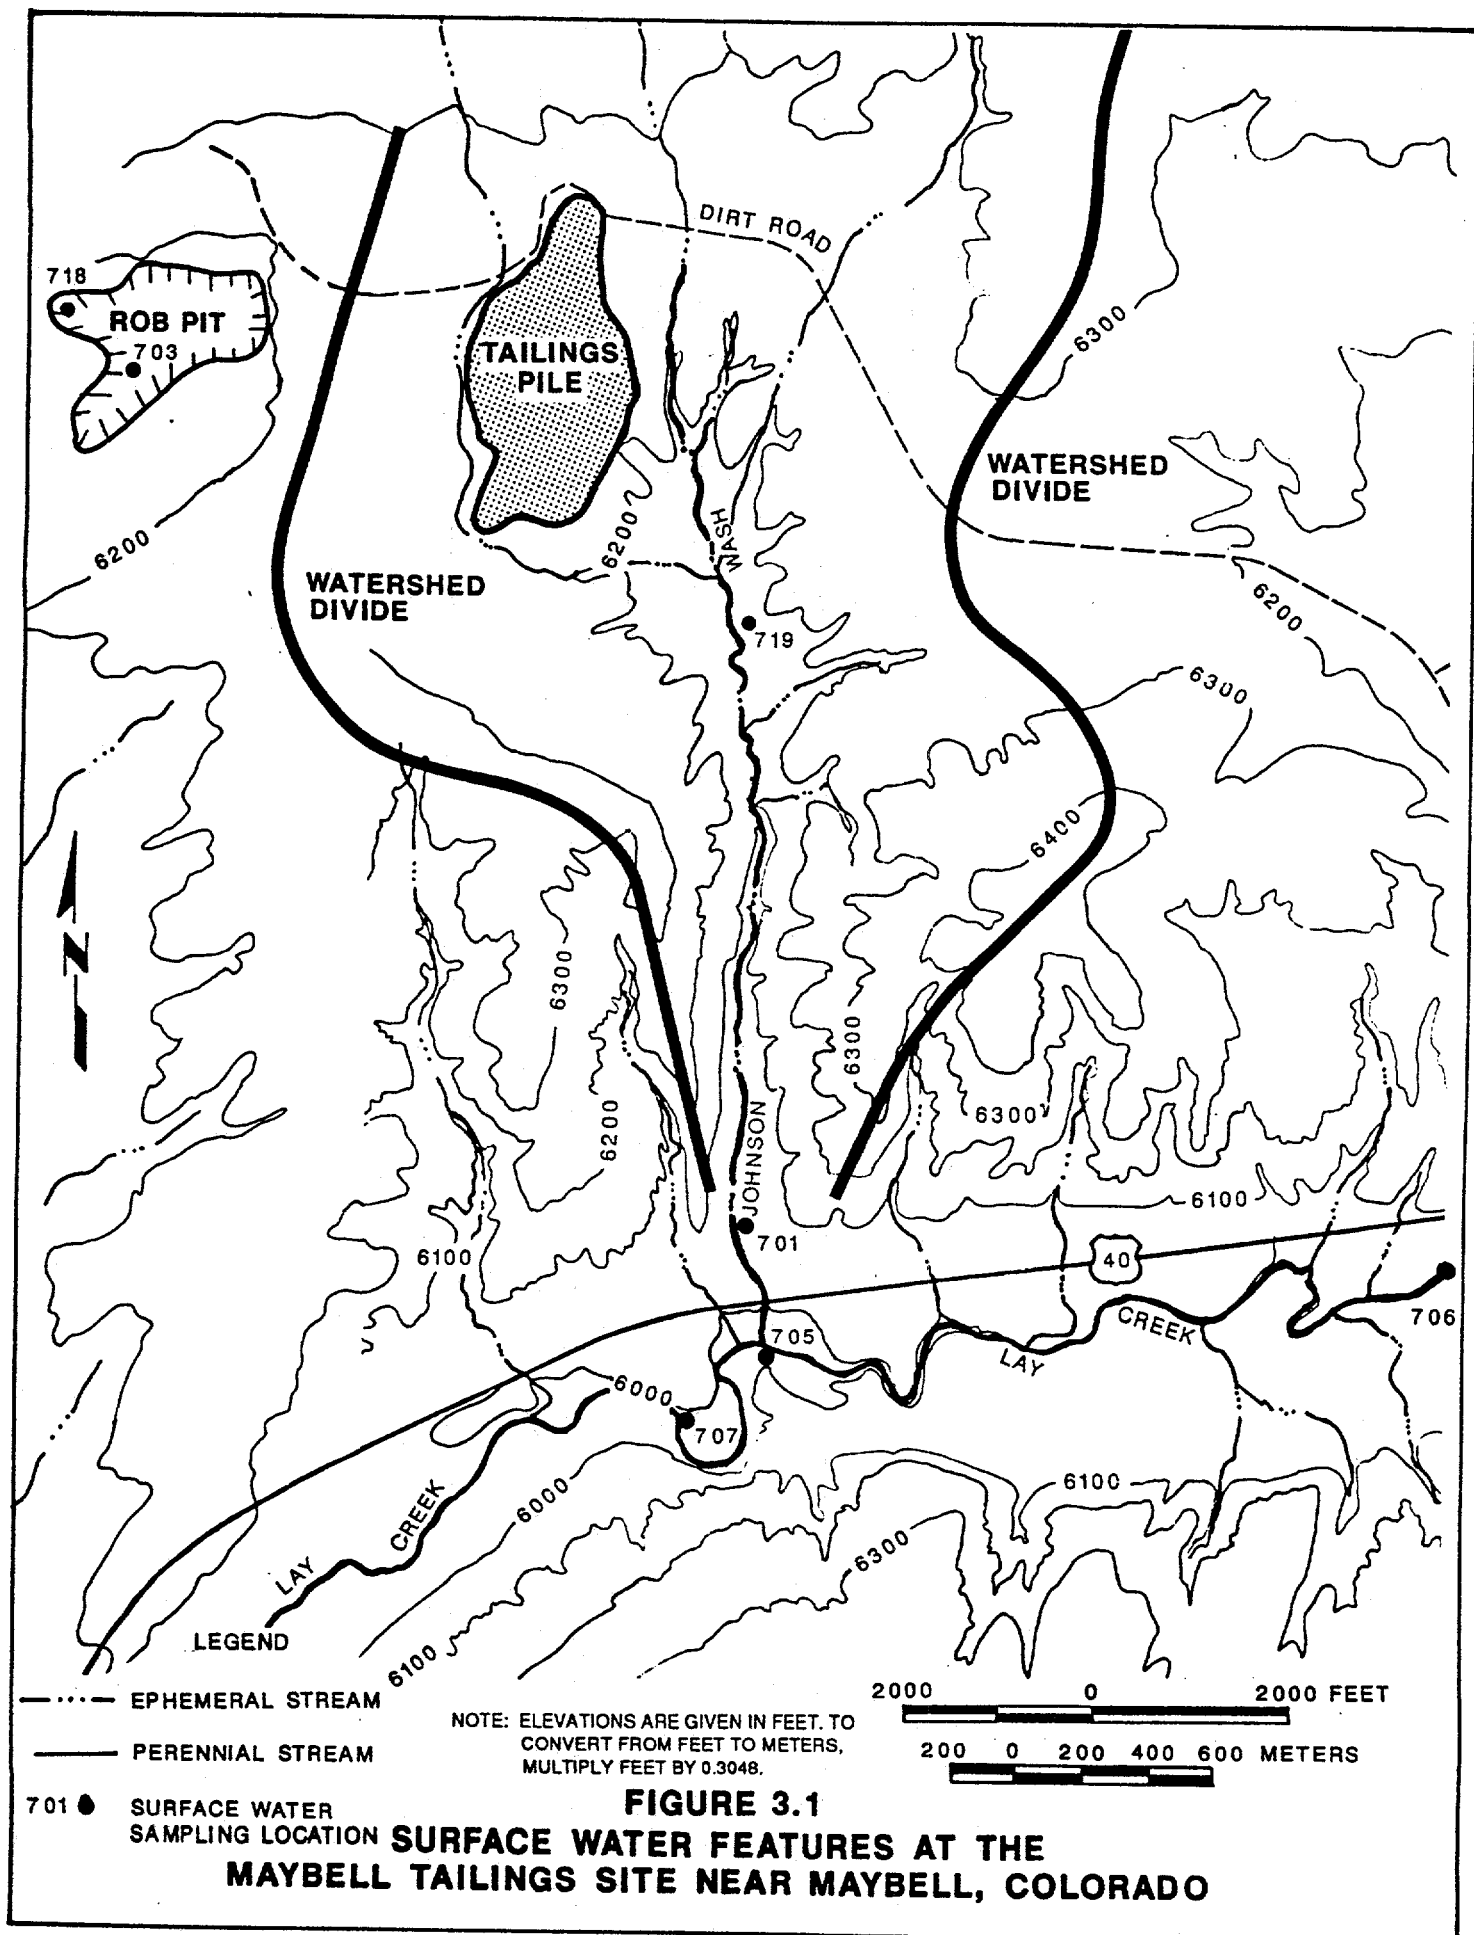 DIRT ROAD
718
ROB PIT
703
TAILINGS
PILE
6300
WATERSHED
DIVIDE
6200
6200
WASH
WATERSHED
DIVIDE
6200
719
6300
6400
N
6300
6300
6200
6300
JOHNSON
6100
701
6100
40
706
CREEK
705
LAY
6000
707
6100
6000
CREEK
6300
LAY
6100
LEGEND
EPHEMERAL STREAM
PERENNIAL STREAM
701 SURFACE WATER
SAMPLING LOCATION
NOTE: ELEVATIONS ARE GIVEN IN FEET. TO
CONVERT FROM FEET TO METERS,
MULTIPLY FEET BY 0.3048.
2000 0 2000 FEET
200 0 200 400 600 METERS
FIGURE 3.1
SURFACE WATER FEATURES AT THE
MAYBELL TAILINGS SITE NEAR MAYBELL, COLORADO